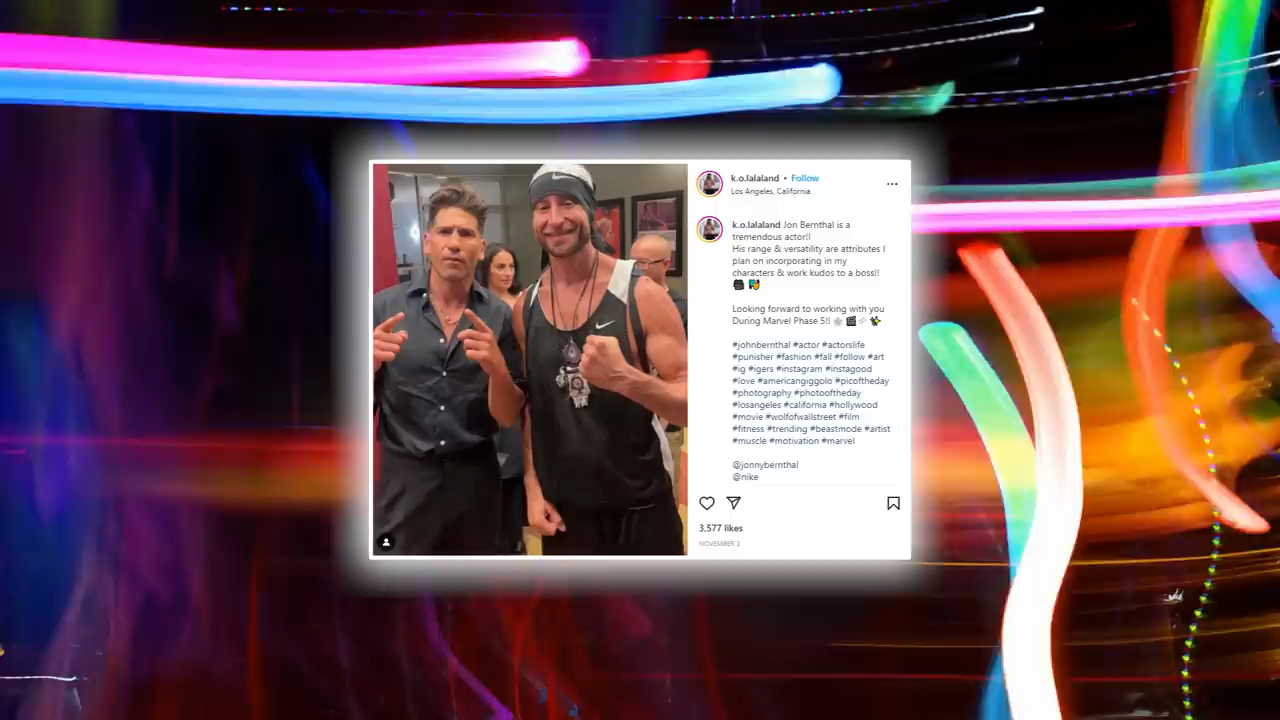 k.o.lalaland • Follow
Los Angeles, California
k.o.lalaland Jon Bernthal is a
tremendous actor!!
His range & versatility are attributes I
plan on incorporating in my
characters & work kudos to a boss!!
Looking forward to working with you
During Marvel Phase 5!!
#johnbernthal #actor #actorslife
#punisher #fashion #fall #follow #art
#ig #igers #instagram #instagood
#love #americangiggolo #picoftheday
#photography #photooftheday
#losangeles #california #hollywood
#movie #wolfofwallstreet #film
#fitness #trending #beastmode #artist
#muscle #motivation #marvel
@jonnybernthal
@nike
3,577 likes
NOVEMBER 3